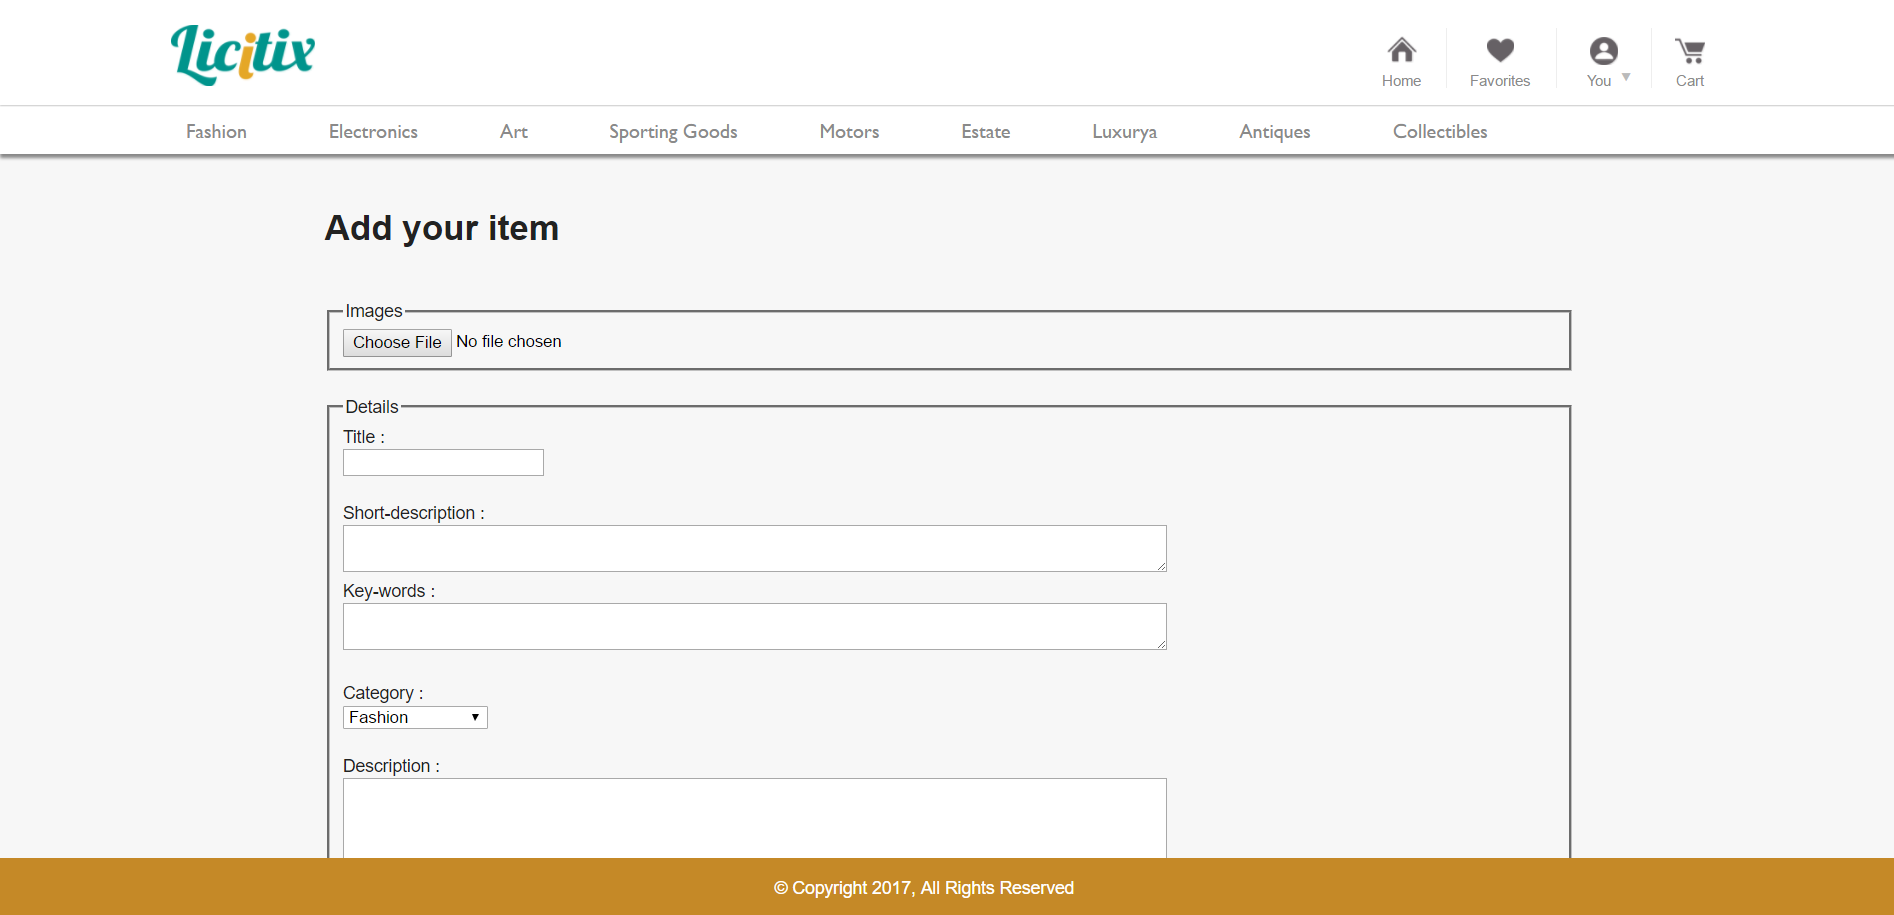 Licitix
Home Favorites You Cart
Fashion Electronics Art Sporting Goods Motors Estate Luxurya Antiques Collectibles
Add your item
Images
Choose File No file chosen
Details
Title :
Short-description :
Key-words :
Category :
Fashion
Description :
© Copyright 2017, All Rights Reserved